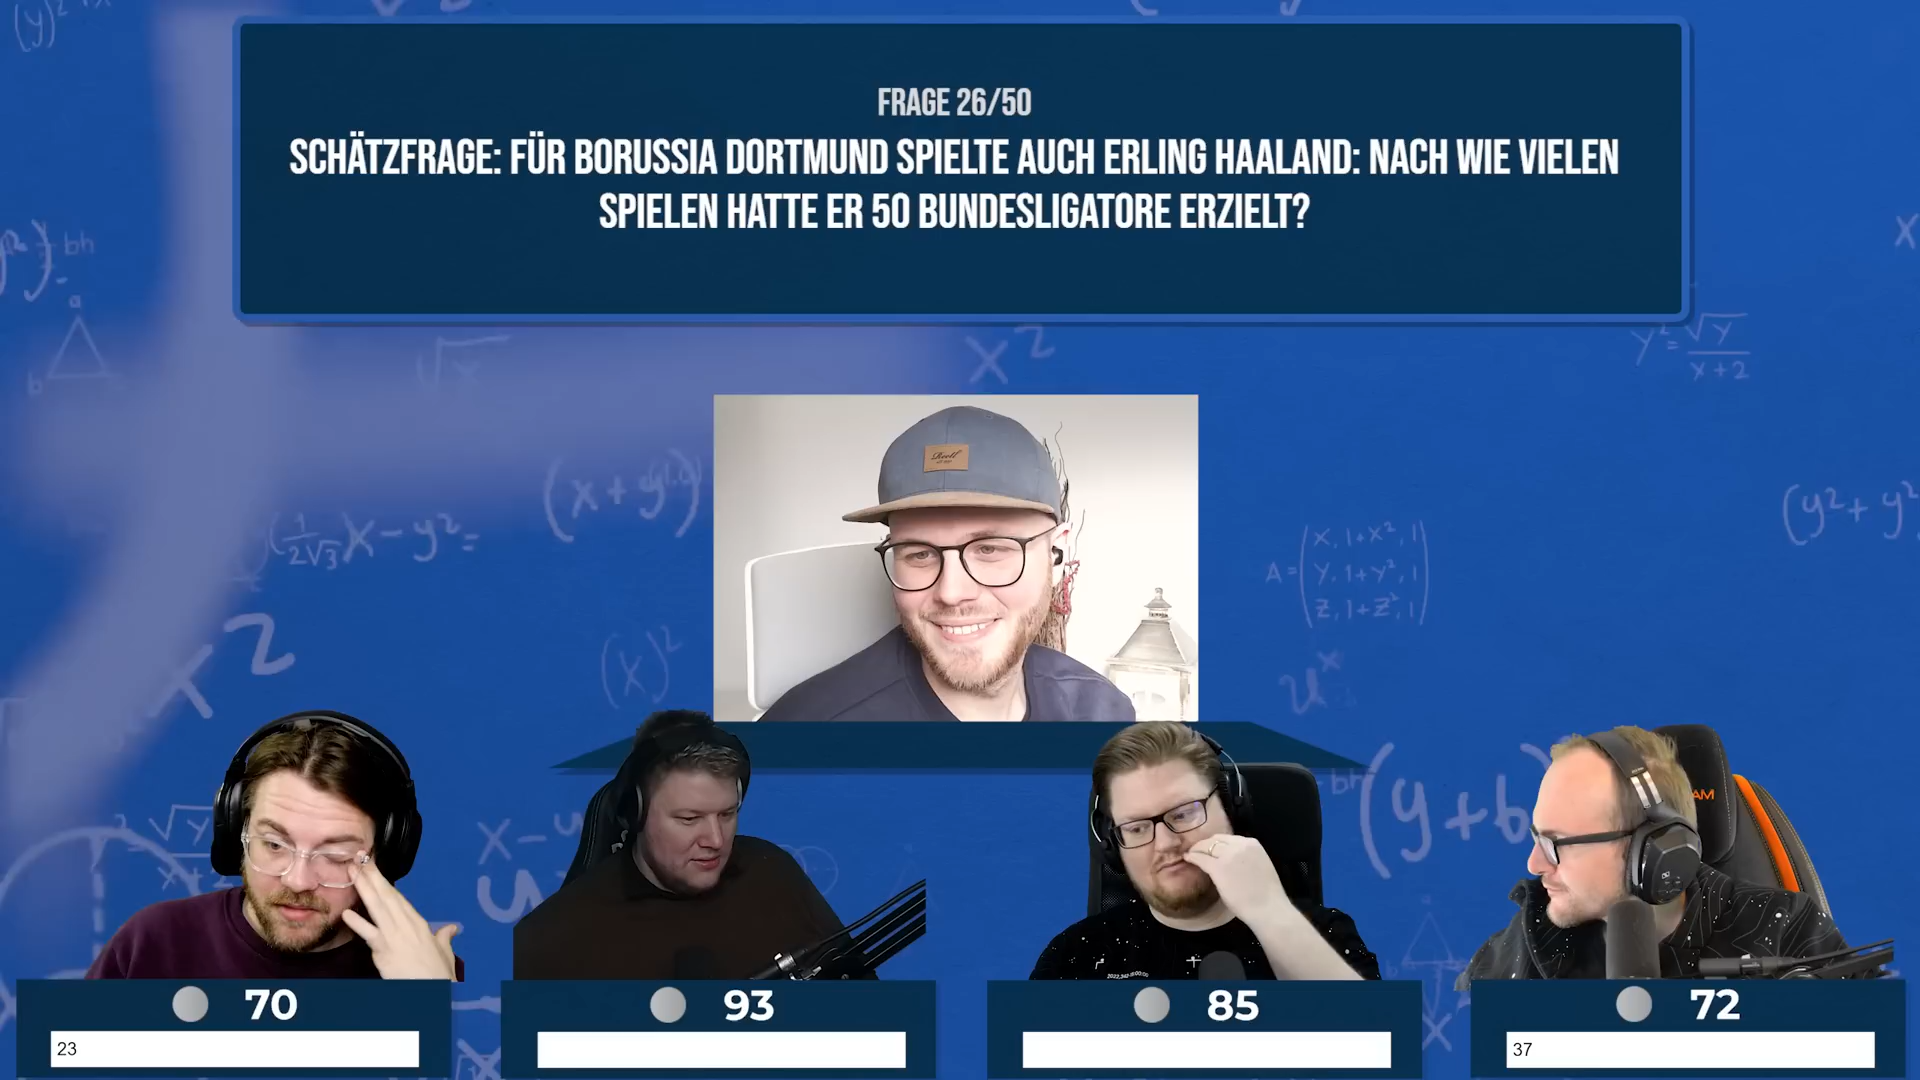 FRAGE 26/50
SCHÄTZFRAGE: FÜR BORUSSIA DORTMUND SPIELTE AUCH ERLING HAALAND: NACH WIE VIELEN
SPIELEN HATTE ER 50 BUNDESLIGATORE ERZIELT?
70
93
85
72
23
37